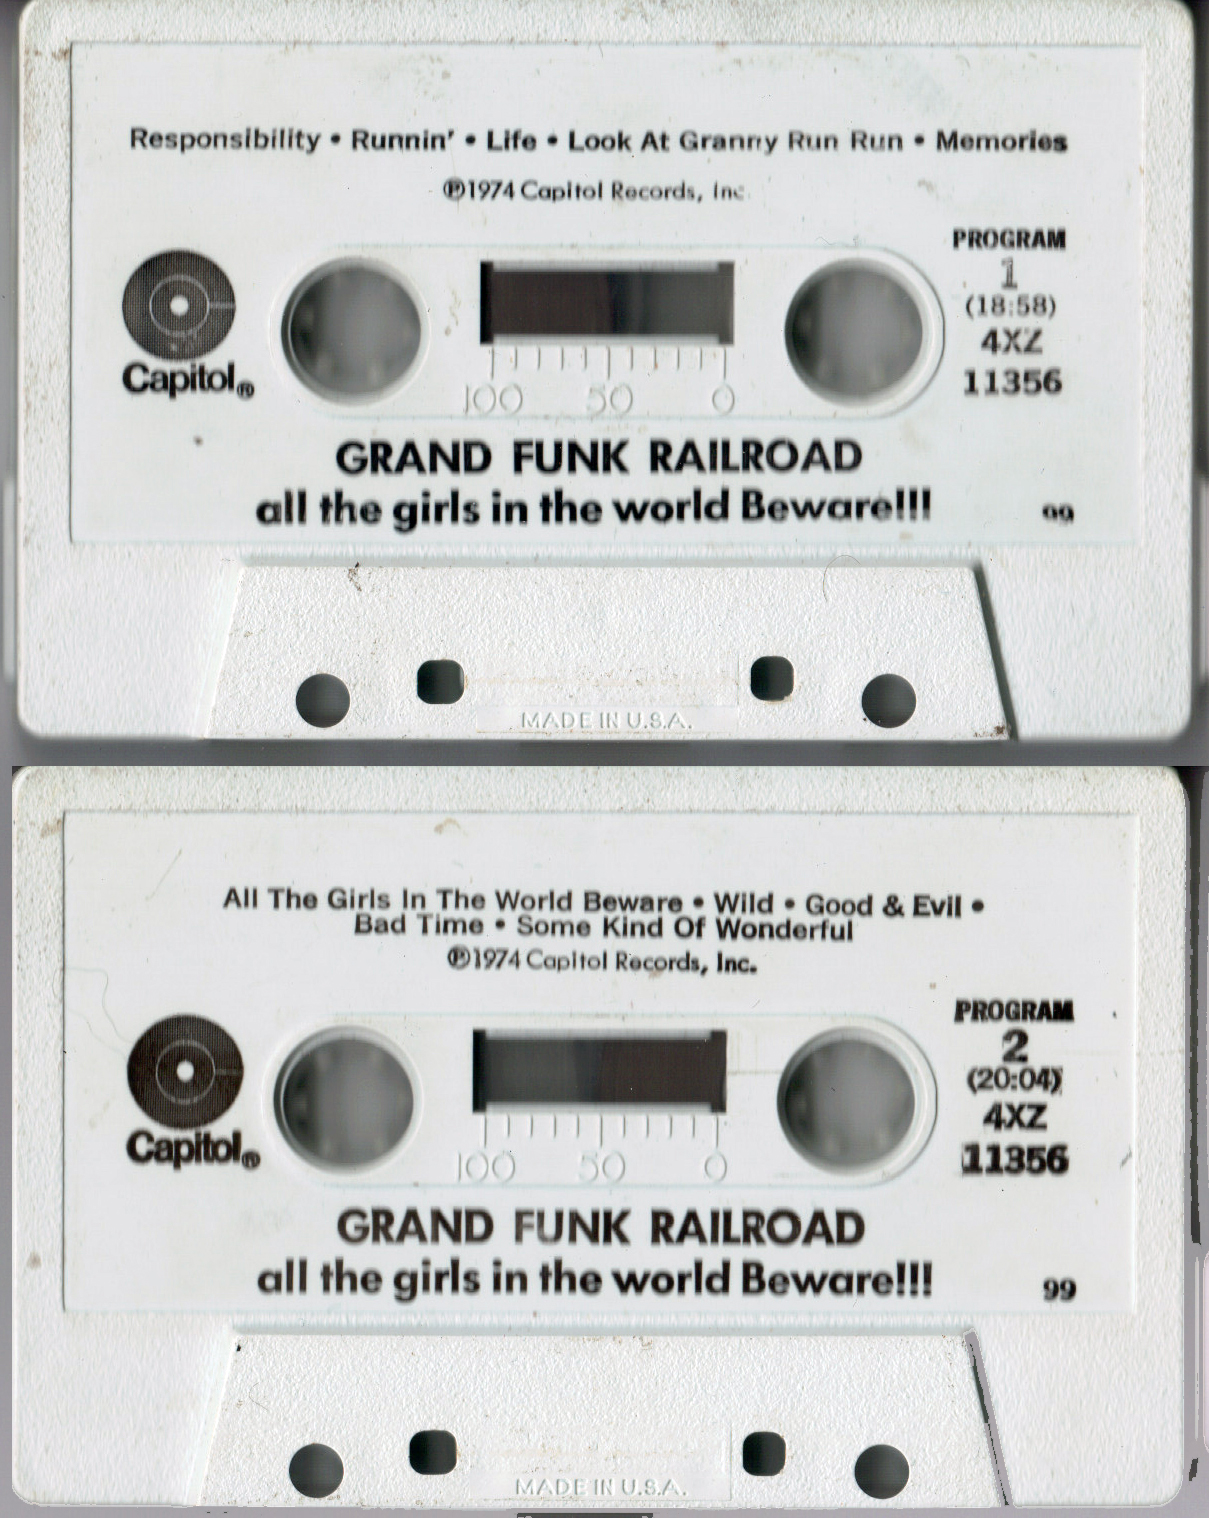 Responsibility • Runnin' • Life • Look At Granny Run Run • Memories
℗1974 Capitol Records, Inc
PROGRAM
1
(18:58)
4XZ
11356
Capitol®
100 50 0
GRAND FUNK RAILROAD
all the girls in the world Beware!!!
99
MADE IN U.S.A.
All The Girls In The World Beware • Wild • Good & Evil •
Bad Time • Some Kind Of Wonderful
℗1974 Capitol Records, Inc.
PROGRAM
2
(20:04)
4XZ
11356
Capitol®
100 50 0
GRAND FUNK RAILROAD
all the girls in the world Beware!!!
99
MADE IN U.S.A.